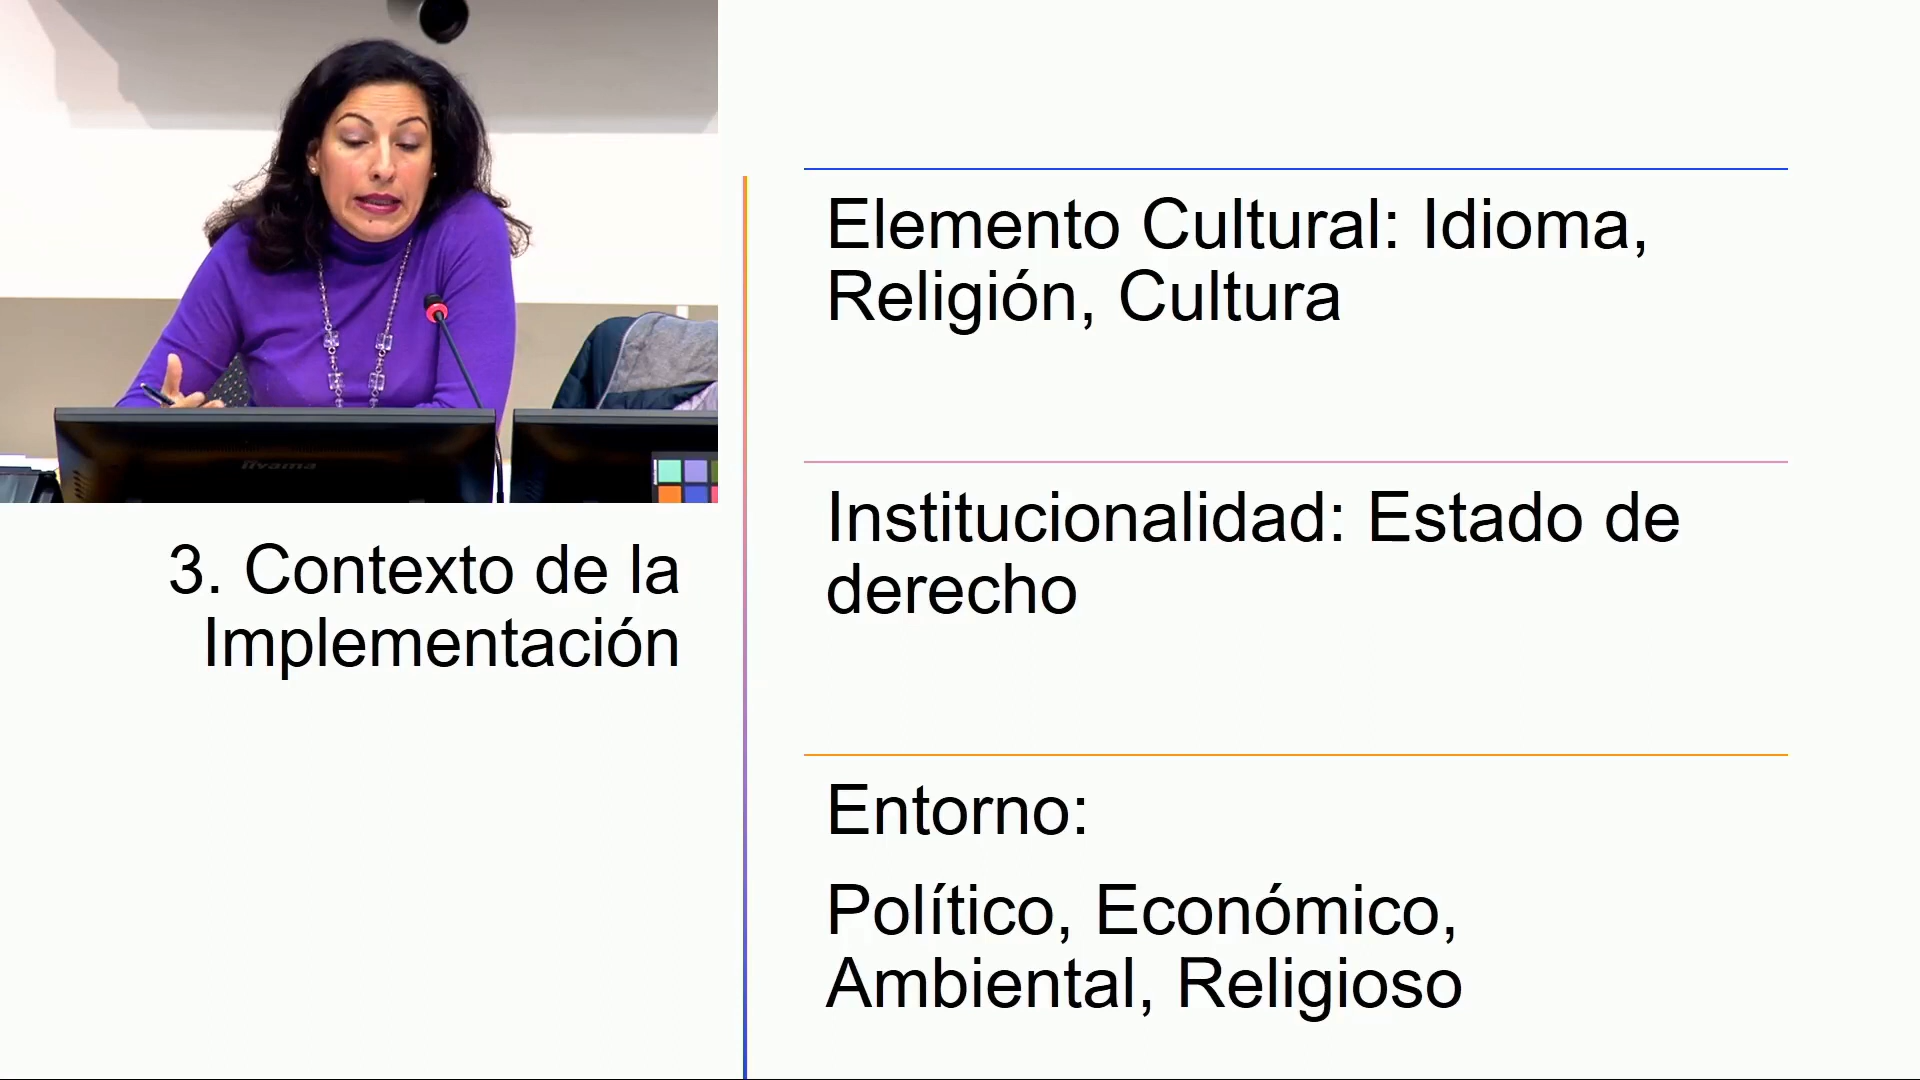 iiyama
3. Contexto de la
Implementación
Elemento Cultural: Idioma,
Religión, Cultura
Institucionalidad: Estado de
derecho
Entorno:
Político, Económico,
Ambiental, Religioso